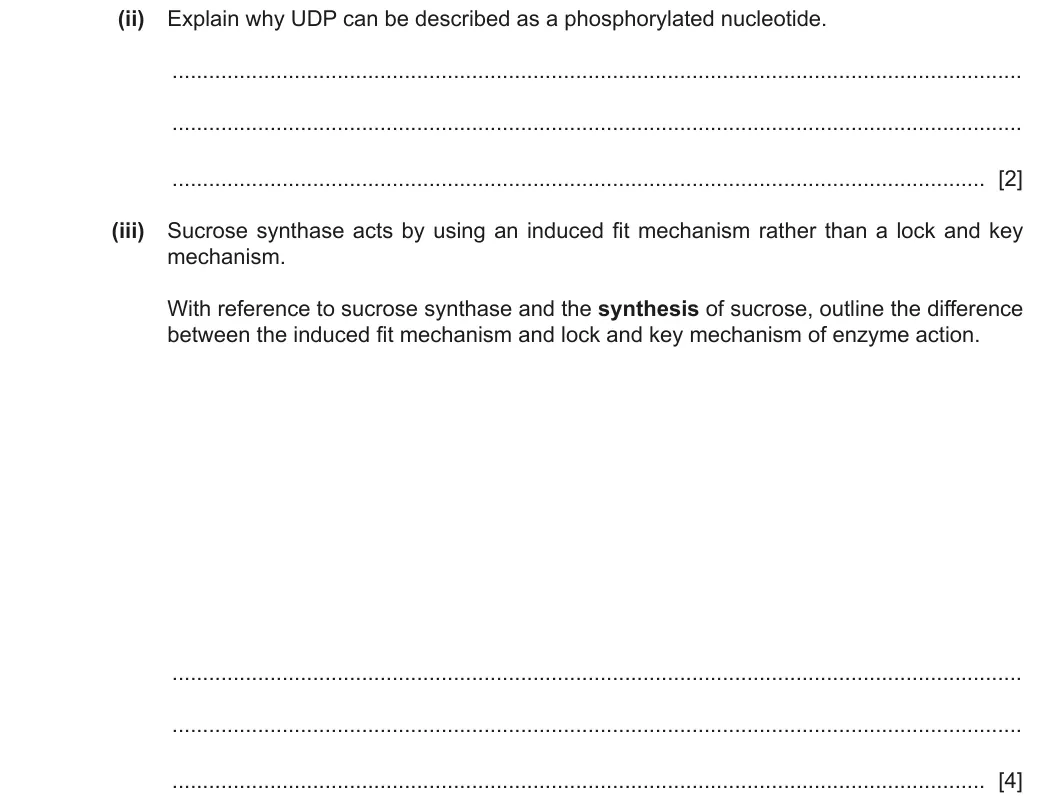 (ii) Explain why UDP can be described as a phosphorylated nucleotide.
................................................................................................................................................
................................................................................................................................................
................................................................................................................................ [2]
(iii) Sucrose synthase acts by using an induced fit mechanism rather than a lock and key
mechanism.
With reference to sucrose synthase and the synthesis of sucrose, outline the difference
between the induced fit mechanism and lock and key mechanism of enzyme action.
................................................................................................................................................
................................................................................................................................................
................................................................................................................................ [4]